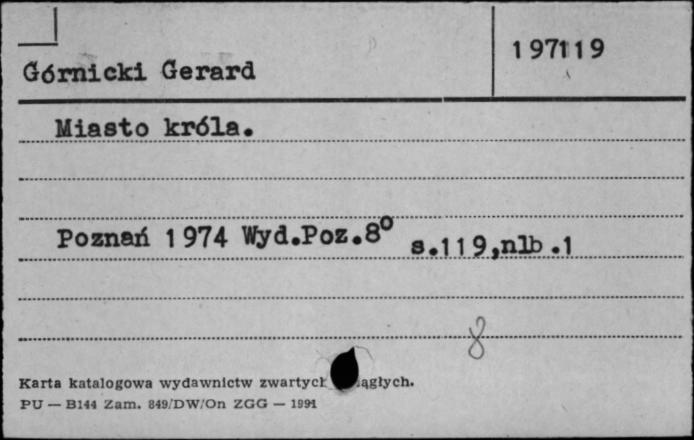 197119
Górnicki Gerard
Miasto króla.
Poznań 1974 Wyd.Poz.8° s.119,nlb.1
8
Karta katalogowa wydawnictw zwartych ciągłych.
PU — B144 Zam. 849/DW/On ZGG — 1991